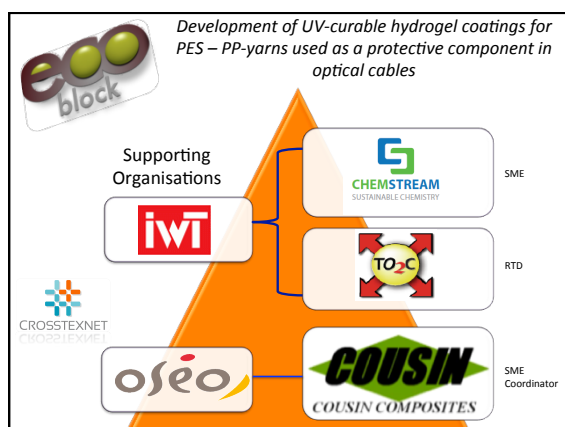 eco
block
Development of UV-curable hydrogel coatings for
PES – PP-yarns used as a protective component in
optical cables
Supporting
Organisations
iwt
CHEMSTREAM
SUSTAINABLE CHEMISTRY
SME
TO2C
RTD
CROSSTEXNET
oséo
COUSIN
COUSIN COMPOSITES
SME
Coordinator